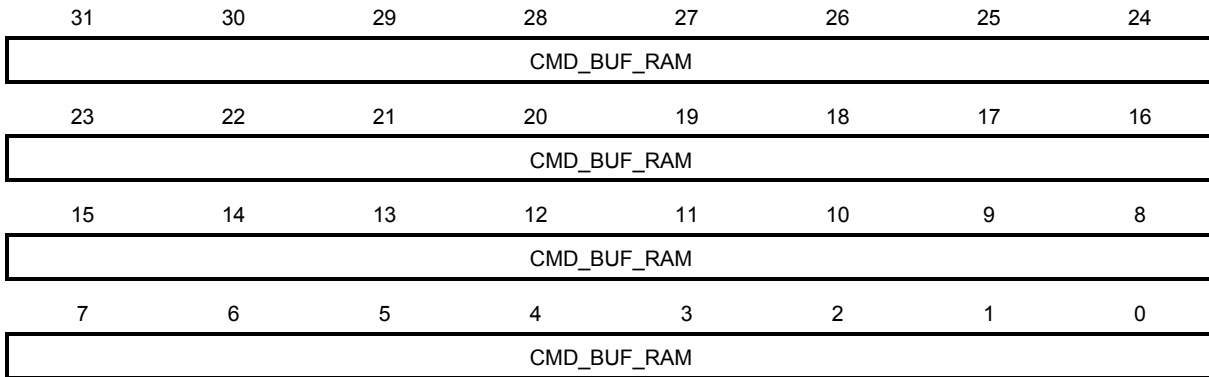 31 30 29 28 27 26 25 24
CMD_BUF_RAM
23 22 21 20 19 18 17 16
CMD_BUF_RAM
15 14 13 12 11 10 9 8
CMD_BUF_RAM
7 6 5 4 3 2 1 0
CMD_BUF_RAM